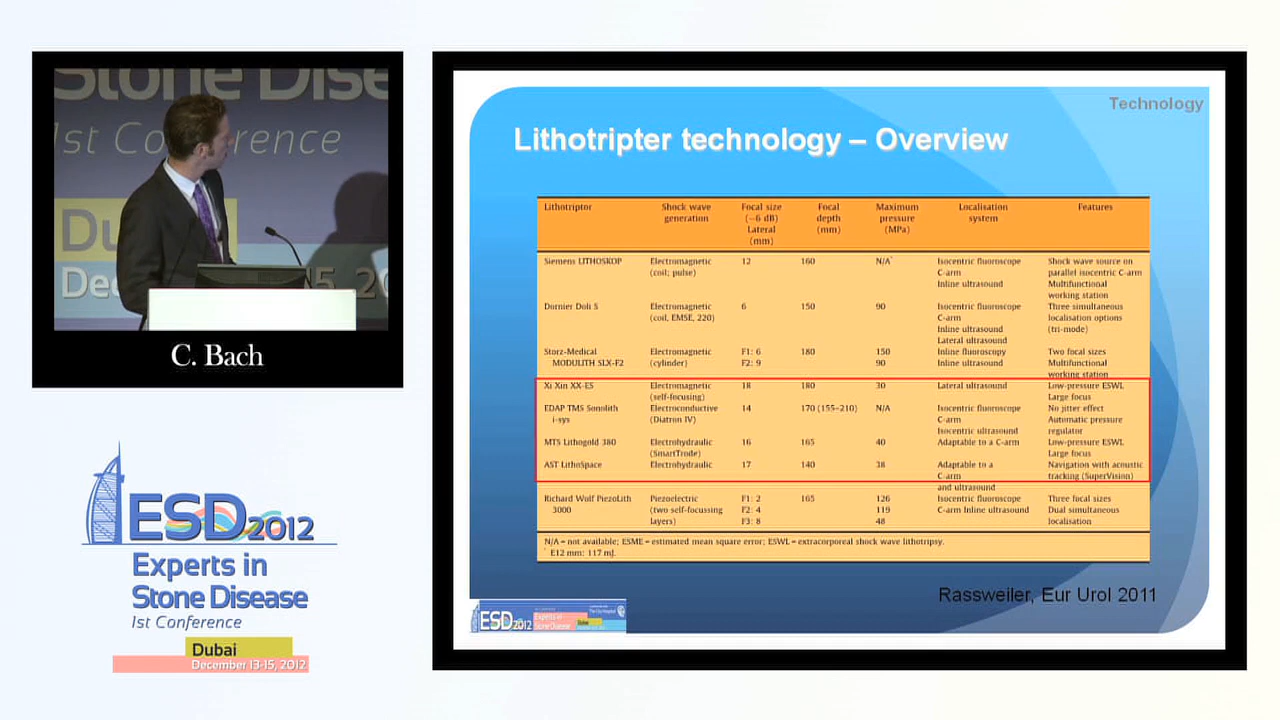 Stone Dise
1st Co rence
Du
Dec 15, 20
C. Bach
ESD2012
Experts in
Stone Disease
1st Conference
Dubai
December 13-15, 2012
Technology
Lithotripter technology – Overview
Lithotriptor Shock wave generation Focal size (−6 dB) Lateral (mm) Focal depth (mm) Maximum pressure (MPa) Localisation system Features
Siemens LITHOSKOP Electromagnetic 12 160 N/A* Isocentric fluoroscope Shock wave source on
(coil; pulse) C-arm parallel isocentric C-arm
Inline ultrasound Multifunctional
working station
Dornier Doli S Electromagnetic 6 150 90 Isocentric fluoroscope Three simultaneous
(coil, EMSE, 220) C-arm localisation options
Inline ultrasound (tri-mode)
Lateral ultrasound
Storz-Medical Electromagnetic F1: 6 180 150 Inline fluoroscopy Two focal sizes
MODULITH SLX-F2 (cylinder) F2: 9 90 Inline ultrasound Multifunctional
working station
Xi Xin XX-ES Electromagnetic 18 180 30 Lateral ultrasound Low-pressure ESWL
(self-focusing) Large focus
EDAP TMS Sonolith Electroconductive 14 170 (155–210) N/A Isocentric fluoroscope No jitter effect
i-sys (Diatron IV) C-arm Automatic pressure
Isocentric ultrasound regulator
MTS Lithogold 380 Electrohydraulic 16 165 40 Adaptable to a C-arm Low-pressure ESWL
(SmartTrode) Large focus
AST LithoSpace Electrohydraulic 17 140 38 Adaptable to a Navigation with acoustic
C-arm tracking (SuperVision)
and ultrasound
Richard Wolf PiezoLith Piezoelectric F1: 2 165 126 Isocentric fluoroscope Three focal sizes
3000 (two self-focussing F2: 4 119 C-arm Inline ultrasound Dual simultaneous
layers) F3: 8 48 localisation
N/A = not available; ESME = estimated mean square error; ESWL = extracorporeal shock wave lithotripsy.
* E12 mm: 117 mJ.
Rassweiler, Eur Urol 2011
ESD2012
Experts in
Stone Disease
Dubai